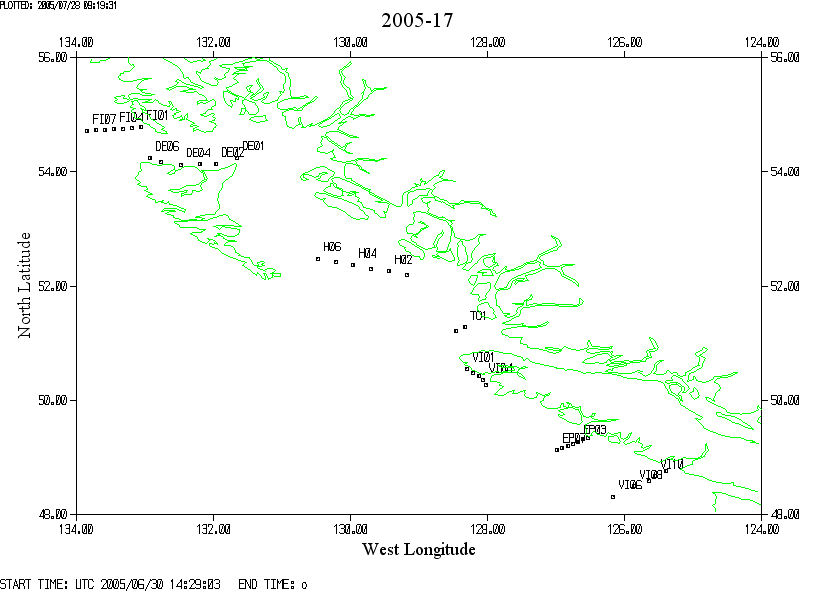 PLOTTED: 2005/07/28 09:19:31
2005-17
134.00 132.00 130.00 128.00 126.00 124.00
56.00 56.00
FI07 FI04 FI01
DE06 DE04 DE02 DE01
54.00 54.00
H06 H04 H02
North Latitude
52.00 52.00
TO1
VI01
VI04
50.00 50.00
EP03
VI10
VI08
VI06
48.00 48.00
134.00 132.00 130.00 128.00 126.00 124.00
West Longitude
START TIME: UTC 2005/06/30 14:29:03 END TIME: o